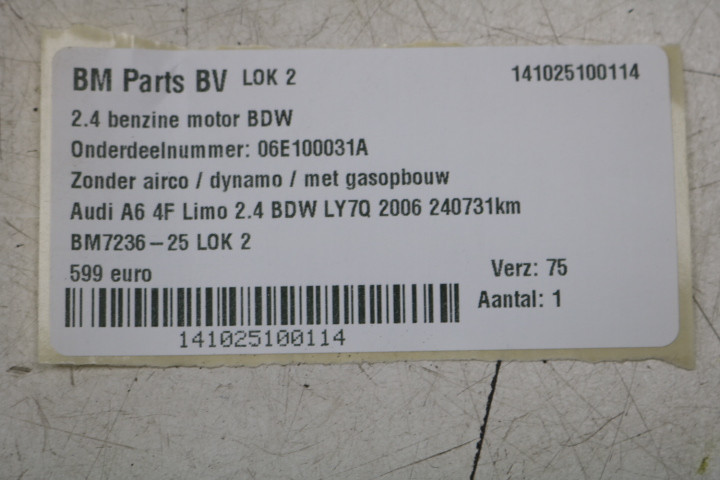 BM Parts BV LOK 2 141025100114
2.4 benzine motor BDW
Onderdeelnummer: 06E100031A
Zonder airco / dynamo / met gasopbouw
Audi A6 4F Limo 2.4 BDW LY7Q 2006 240731km
BM7236-25 LOK 2
599 euro Verz: 75
Aantal: 1
141025100114